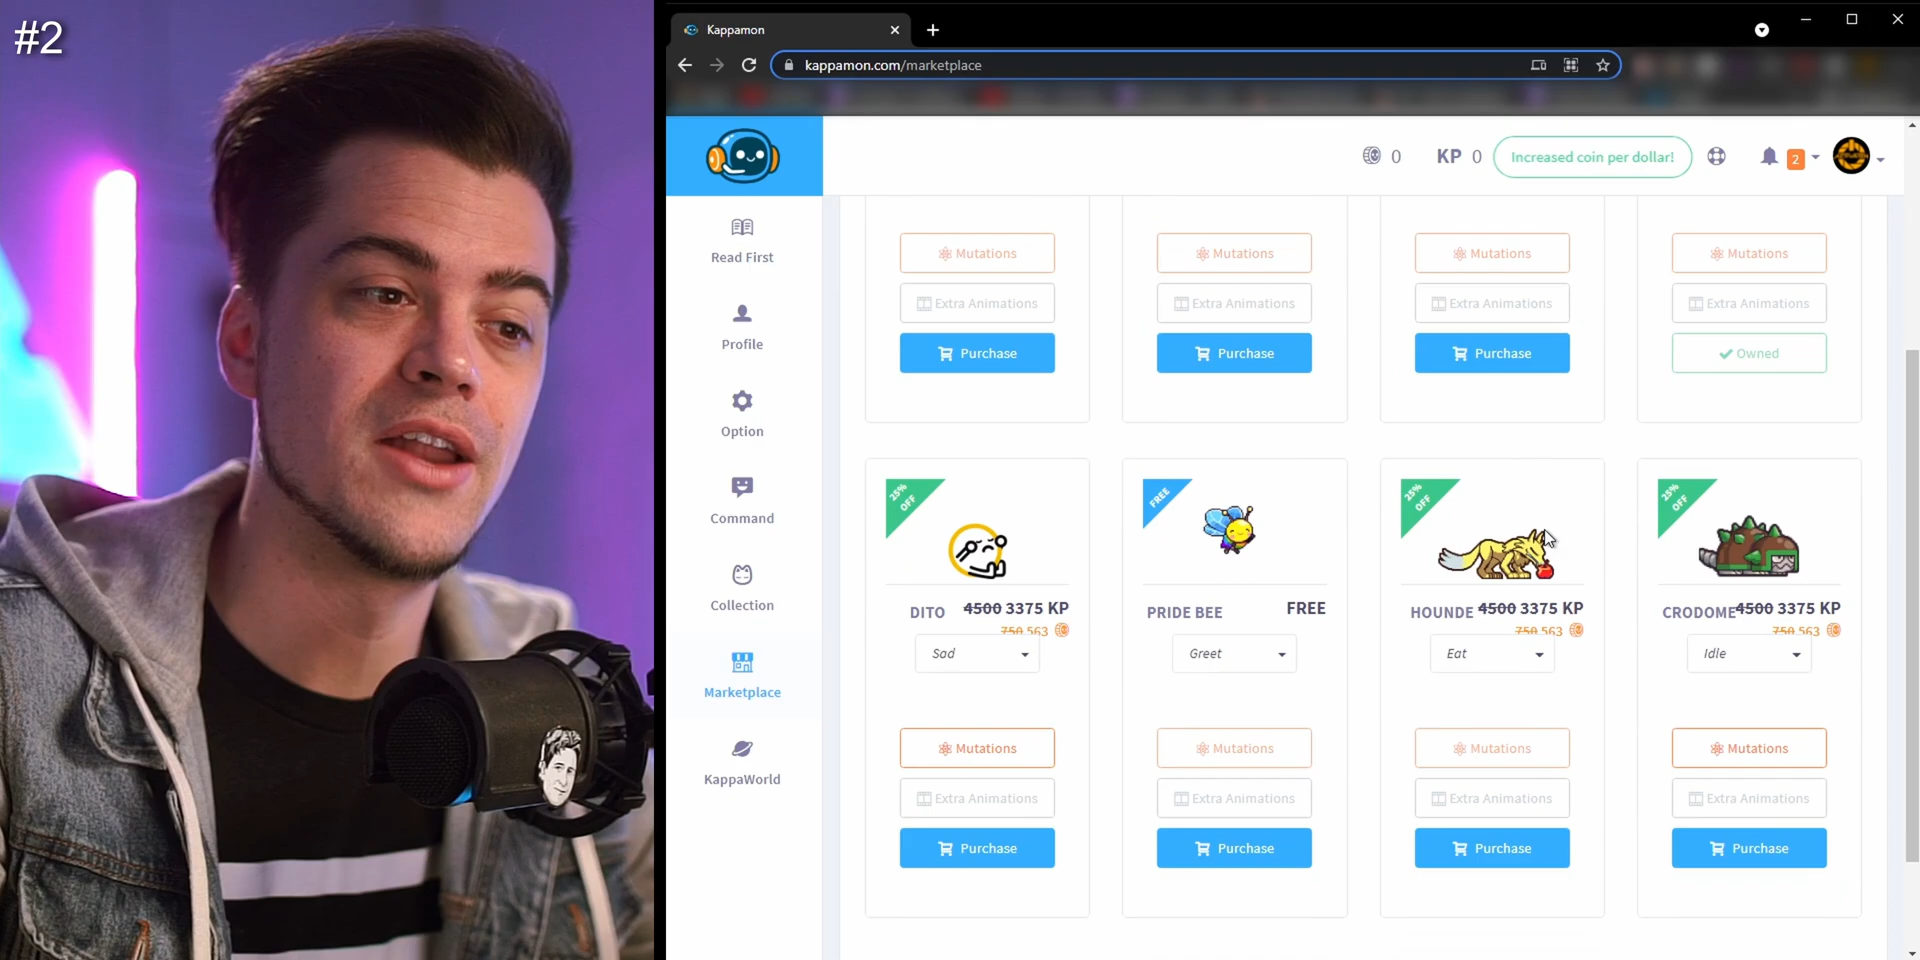 #2
Kappamon
kappamon.com/marketplace
0
KP 0
Increased coin per dollar!
2
Read First
Profile
Option
Command
Collection
Marketplace
KappaWorld
Mutations
Mutations
Mutations
Mutations
Extra Animations
Extra Animations
Extra Animations
Extra Animations
Purchase
Purchase
Purchase
Owned
25% OFF
DITO
4500 3375 KP
750 563
Sad
Mutations
Extra Animations
Purchase
FREE
PRIDE BEE
FREE
Greet
Mutations
Extra Animations
Purchase
25% OFF
HOUNDE
4500 3375 KP
750 563
Eat
Mutations
Extra Animations
Purchase
25% OFF
CRODOME
4500 3375 KP
750 563
Idle
Mutations
Extra Animations
Purchase